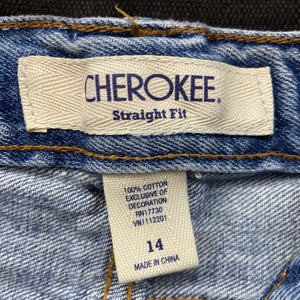 CHEROKEE®
Straight Fit
100% COTTON
EXCLUSIVE OF
DECORATION
RN17730
VN1112201
14
MADE IN CHINA